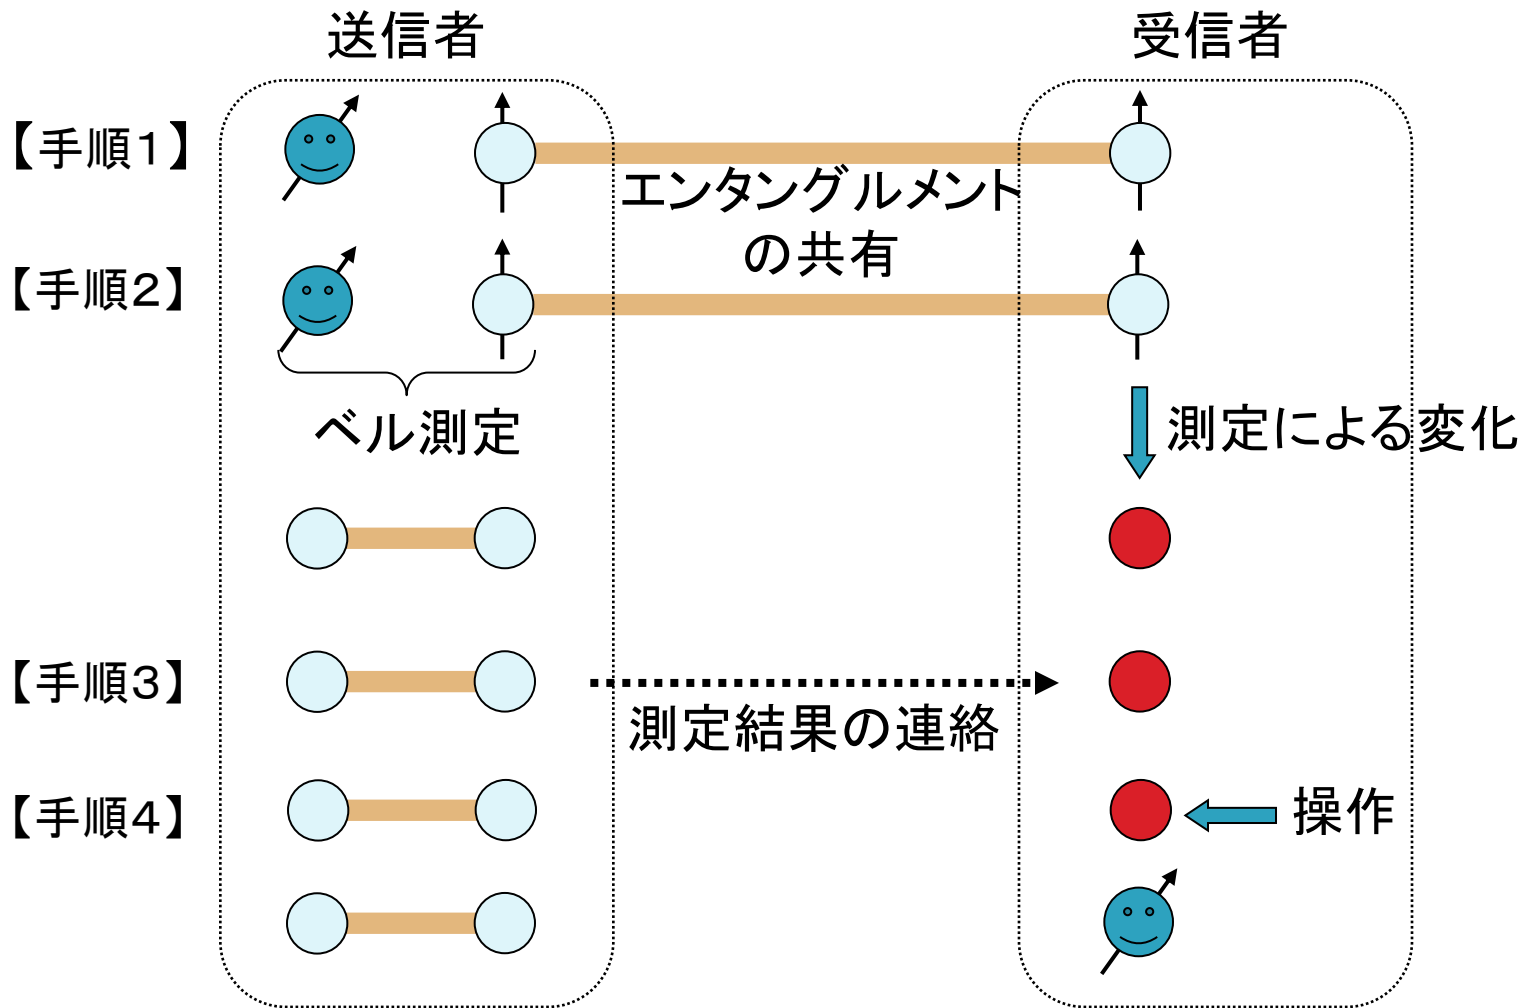 送信者
受信者
【手順1】
エンタングルメント
の共有
【手順2】
ベル測定
測定による変化
【手順3】
測定結果の連絡
【手順4】
操作